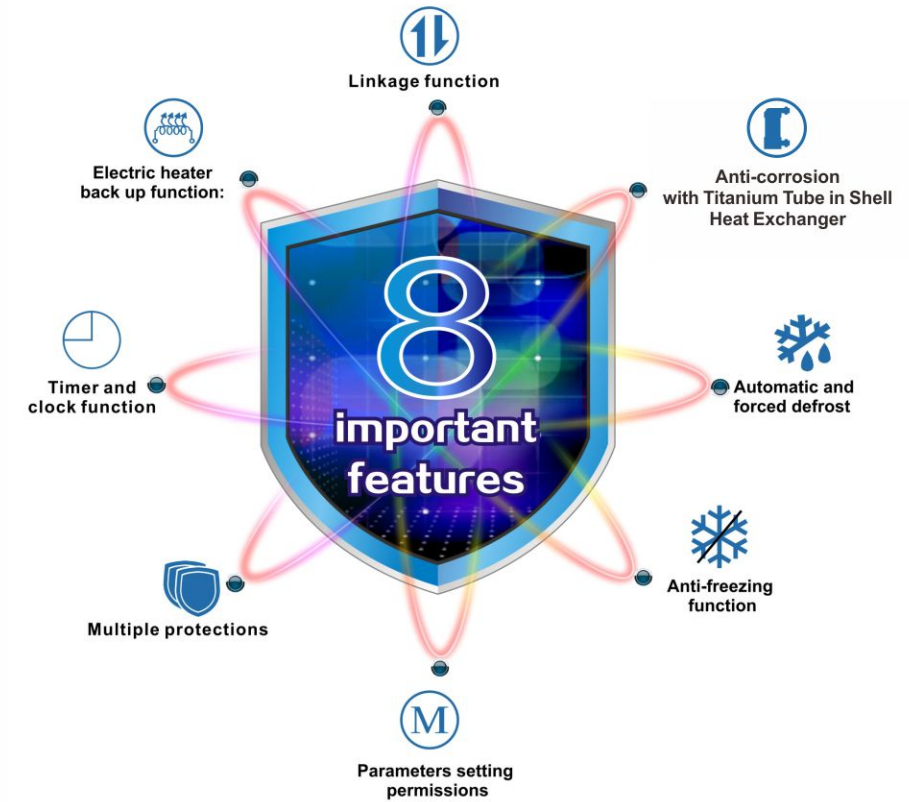 Linkage function
Electric heater
back up function:
Anti-corrosion
with Titanium Tube in Shell
Heat Exchanger
8
important
features
Timer and
clock function
Automatic and
forced defrost
Multiple protections
Anti-freezing
function
M
Parameters setting
permissions